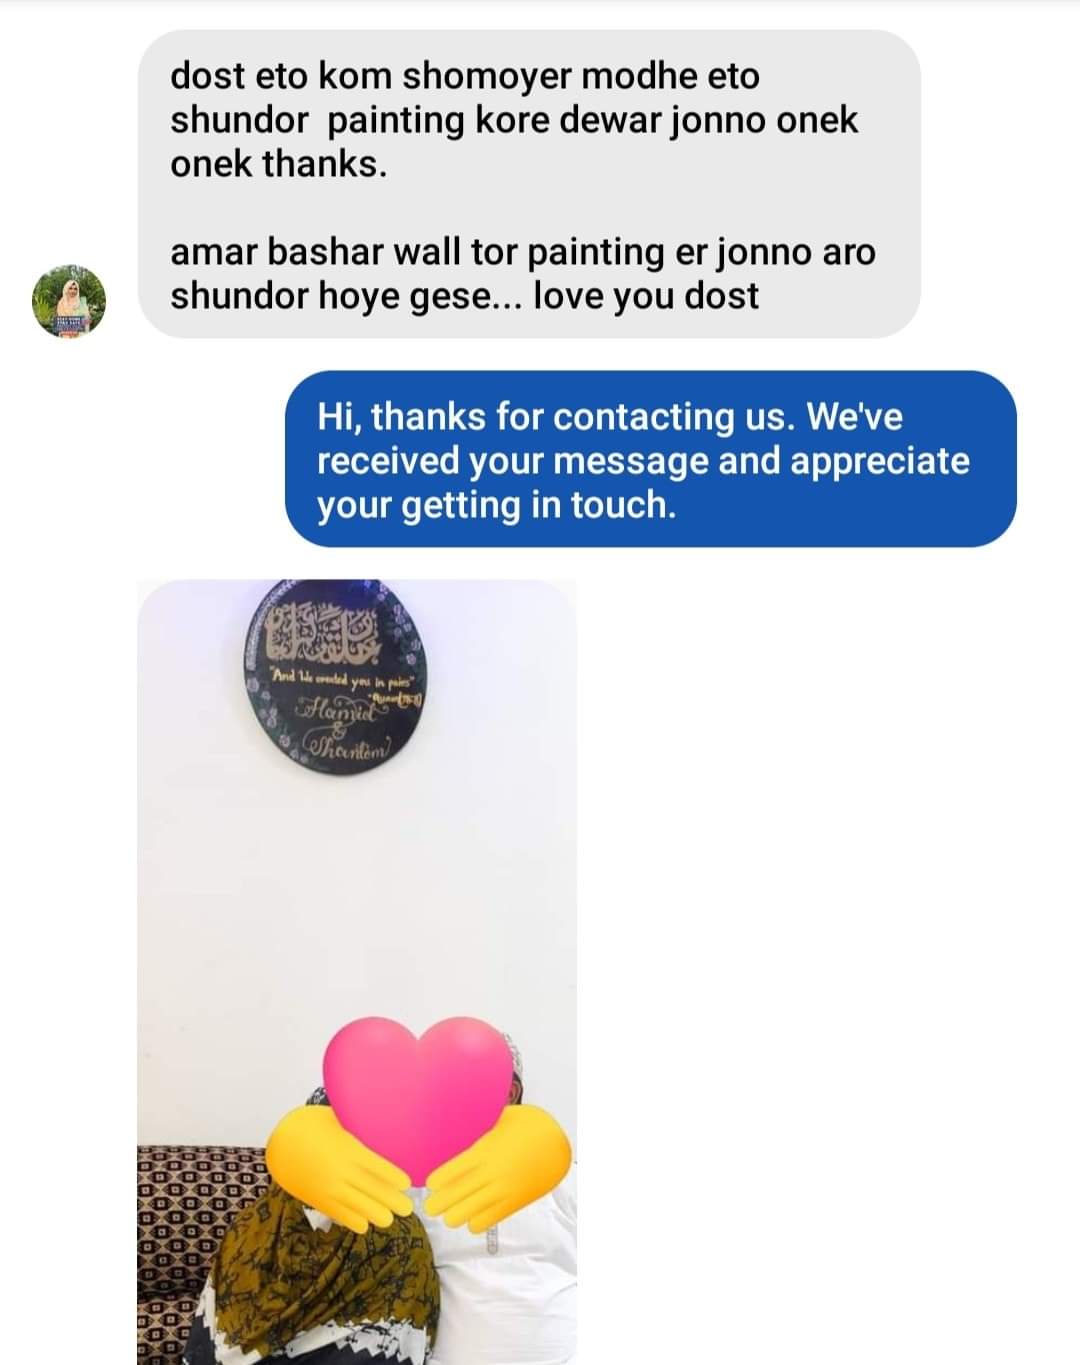 dost eto kom shomoyer modhe eto
shundor painting kore dewar jonno onek
onek thanks.
amar bashar wall tor painting er jonno aro
shundor hoye gese... love you dost
Hi, thanks for contacting us. We've
received your message and appreciate
your getting in touch.
"And We created you in pairs"
Hamid
&